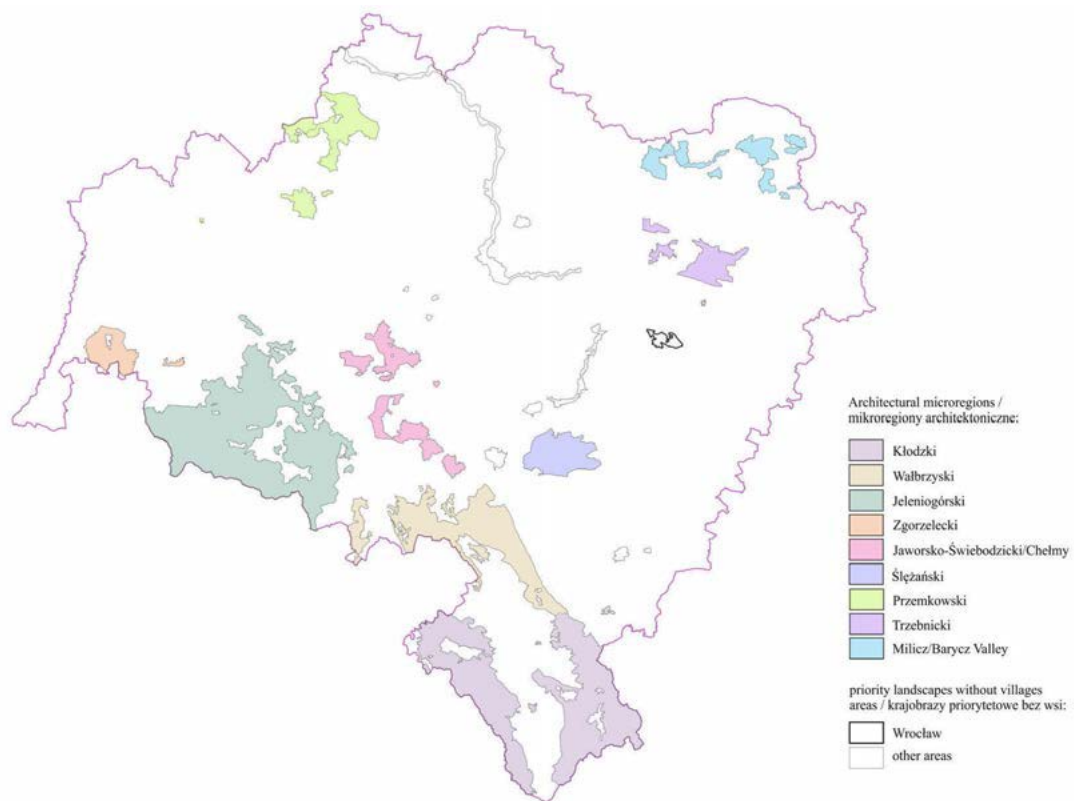 Architectural microregions /
mikroregiony architektoniczne:
Kłodzki
Wałbrzyski
Jeleniogórski
Zgorzelecki
Jaworsko-Świebodzicki/Chełmy
Ślężański
Przemkowski
Trzebnicki
Milicz/Barycz Valley
priority landscapes without villages
areas / krajobrazy priorytetowe bez wsi:
Wrocław
other areas